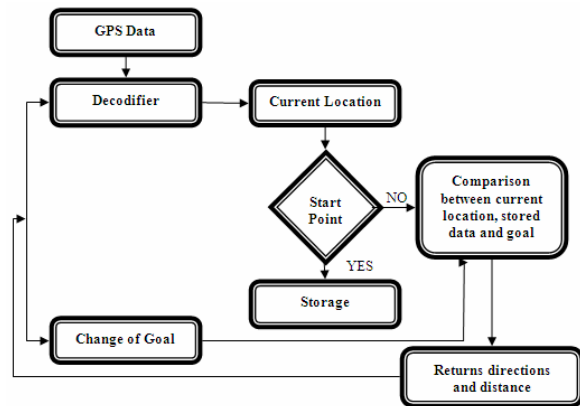 GPS Data
Decodifier
Current Location
Start
Point
NO
Comparison
between current
location, stored
data and goal
YES
Storage
Change of Goal
Returns directions
and distance